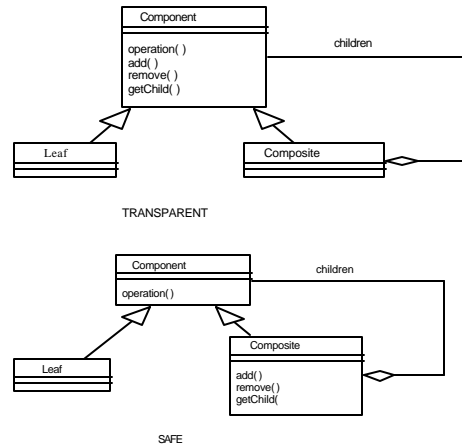 Component
operation( )
add( )
remove( )
getChild( )
children
Leaf
Composite
TRANSPARENT
Component
operation( )
children
Leaf
Composite
add( )
remove( )
getChild(
SAFE